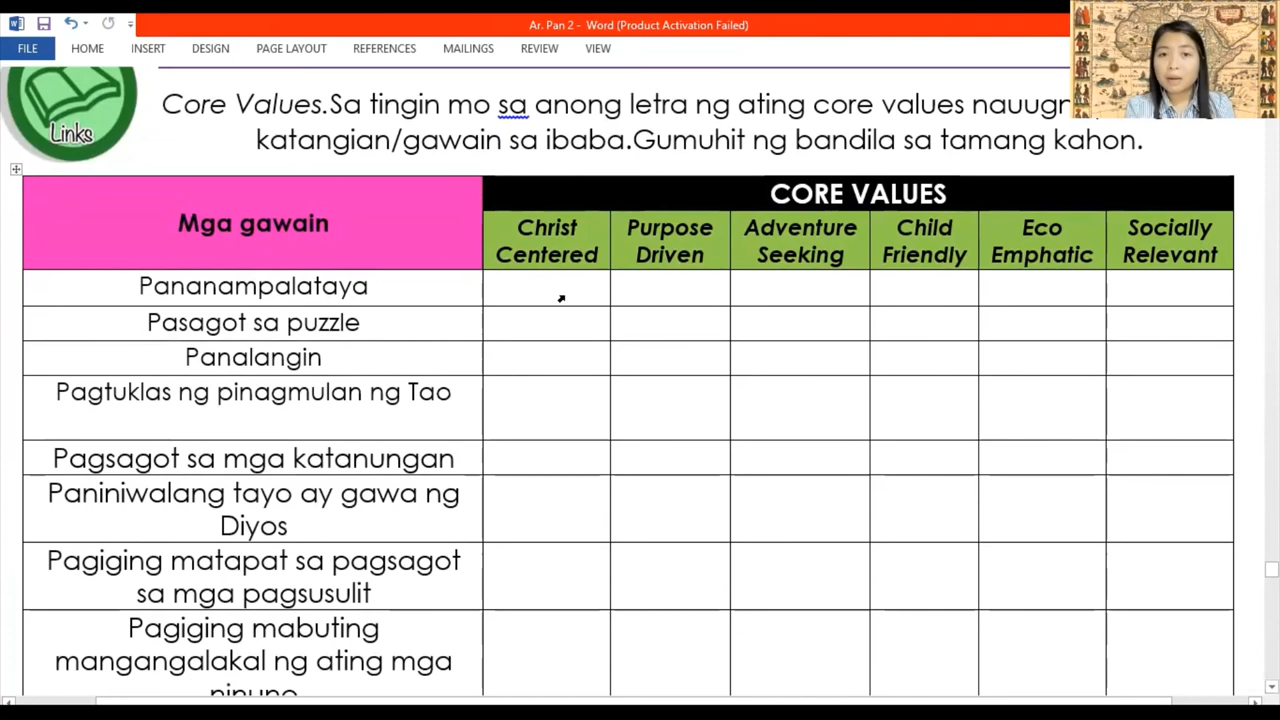 Ar. Pan 2 - Word (Product Activation Failed)
FILE HOME INSERT DESIGN PAGE LAYOUT REFERENCES MAILINGS REVIEW VIEW
Links
Core Values.Sa tingin mo sa anong letra ng ating core values
katangian/gawain sa ibaba.Gumuhit ng bandila sa tamang kahon.
Mga gawain
CORE VALUES
Christ
Centered
Purpose
Driven
Adventure
Seeking
Child
Friendly
Eco
Emphatic
Socially
Relevant
Pananampalataya
Pasagot sa puzzle
Panalangin
Pagtuklas ng pinagmulan ng Tao
Pagsagot sa mga katanungan
Paniniwalang tayo ay gawa ng
Diyos
Pagiging matapat sa pagsagot
sa mga pagsusulit
Pagiging mabuting
mangangalakal ng ating mga